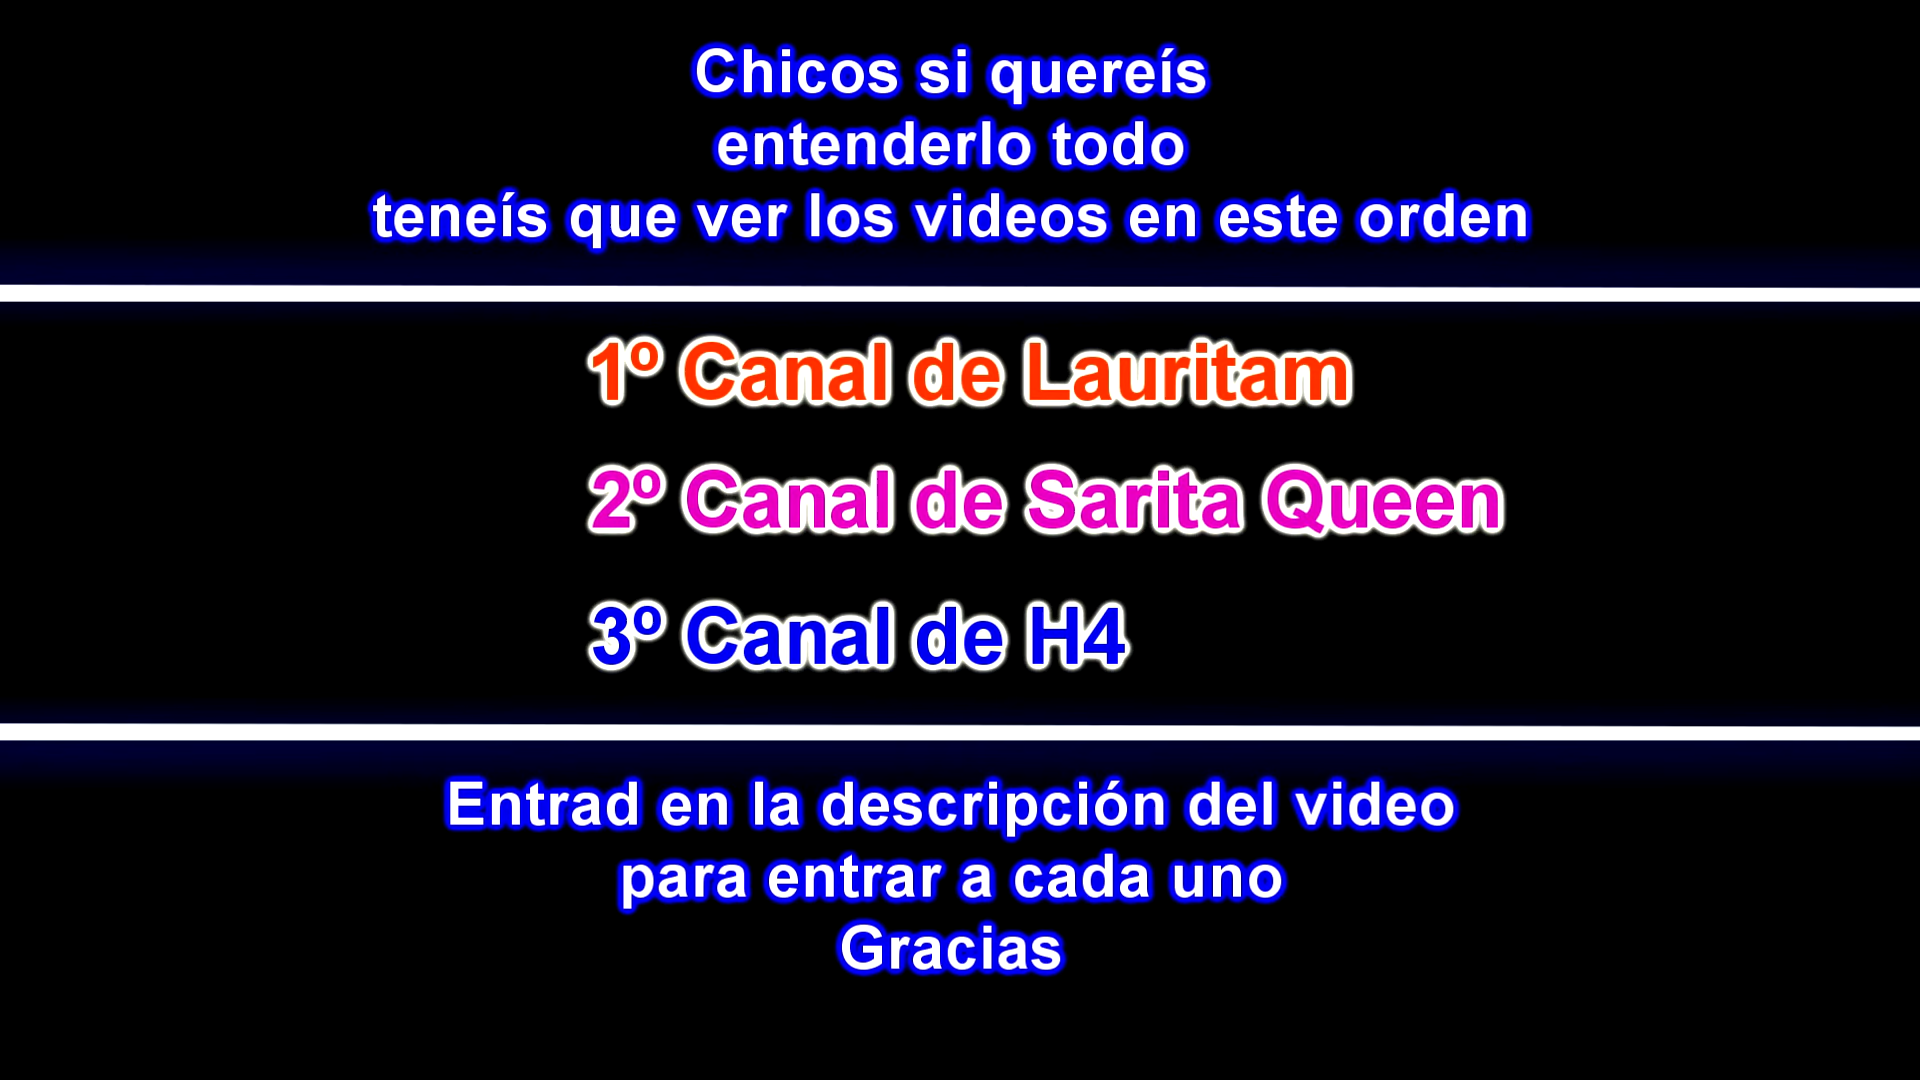 Chicos si quereís
entenderlo todo
teneís que ver los videos en este orden
1º Canal de Lauritam
2º Canal de Sarita Queen
3º Canal de H4
Entrad en la descripción del video
para entrar a cada uno
Gracias